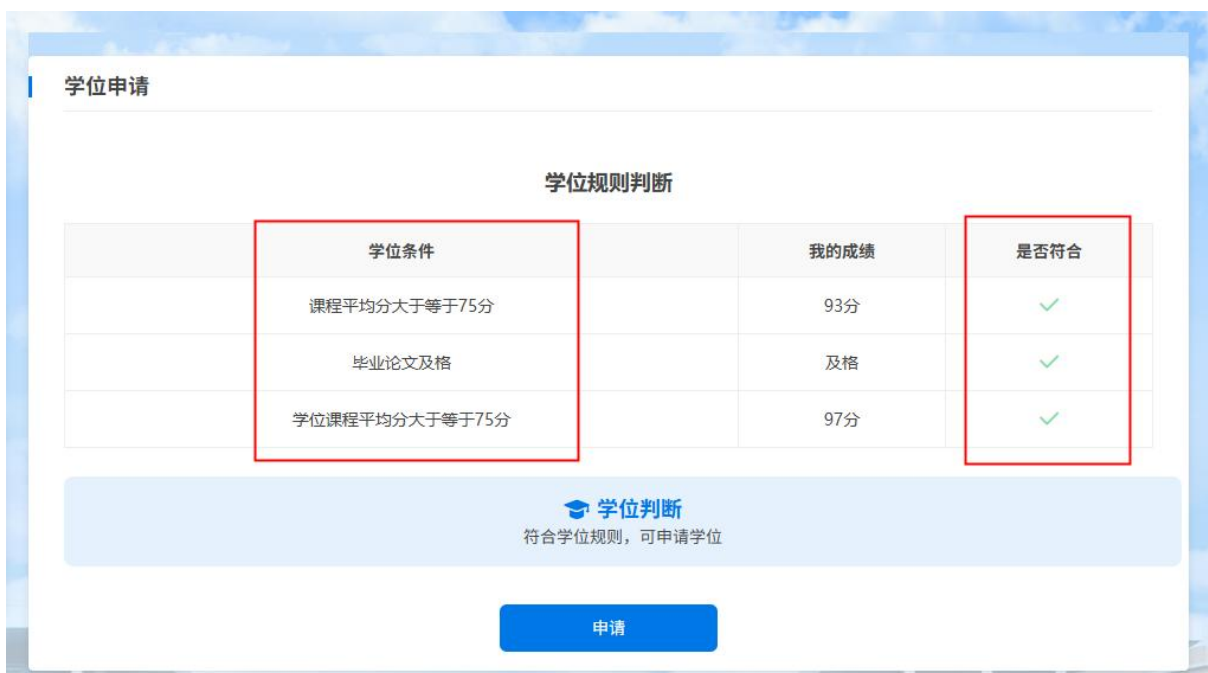 学位申请
学位规则判断
学位条件 我的成绩 是否符合
课程平均分大于等于75分 93分
毕业论文及格 及格
学位课程平均分大于等于75分 97分
学位判断
符合学位规则，可申请学位
申请